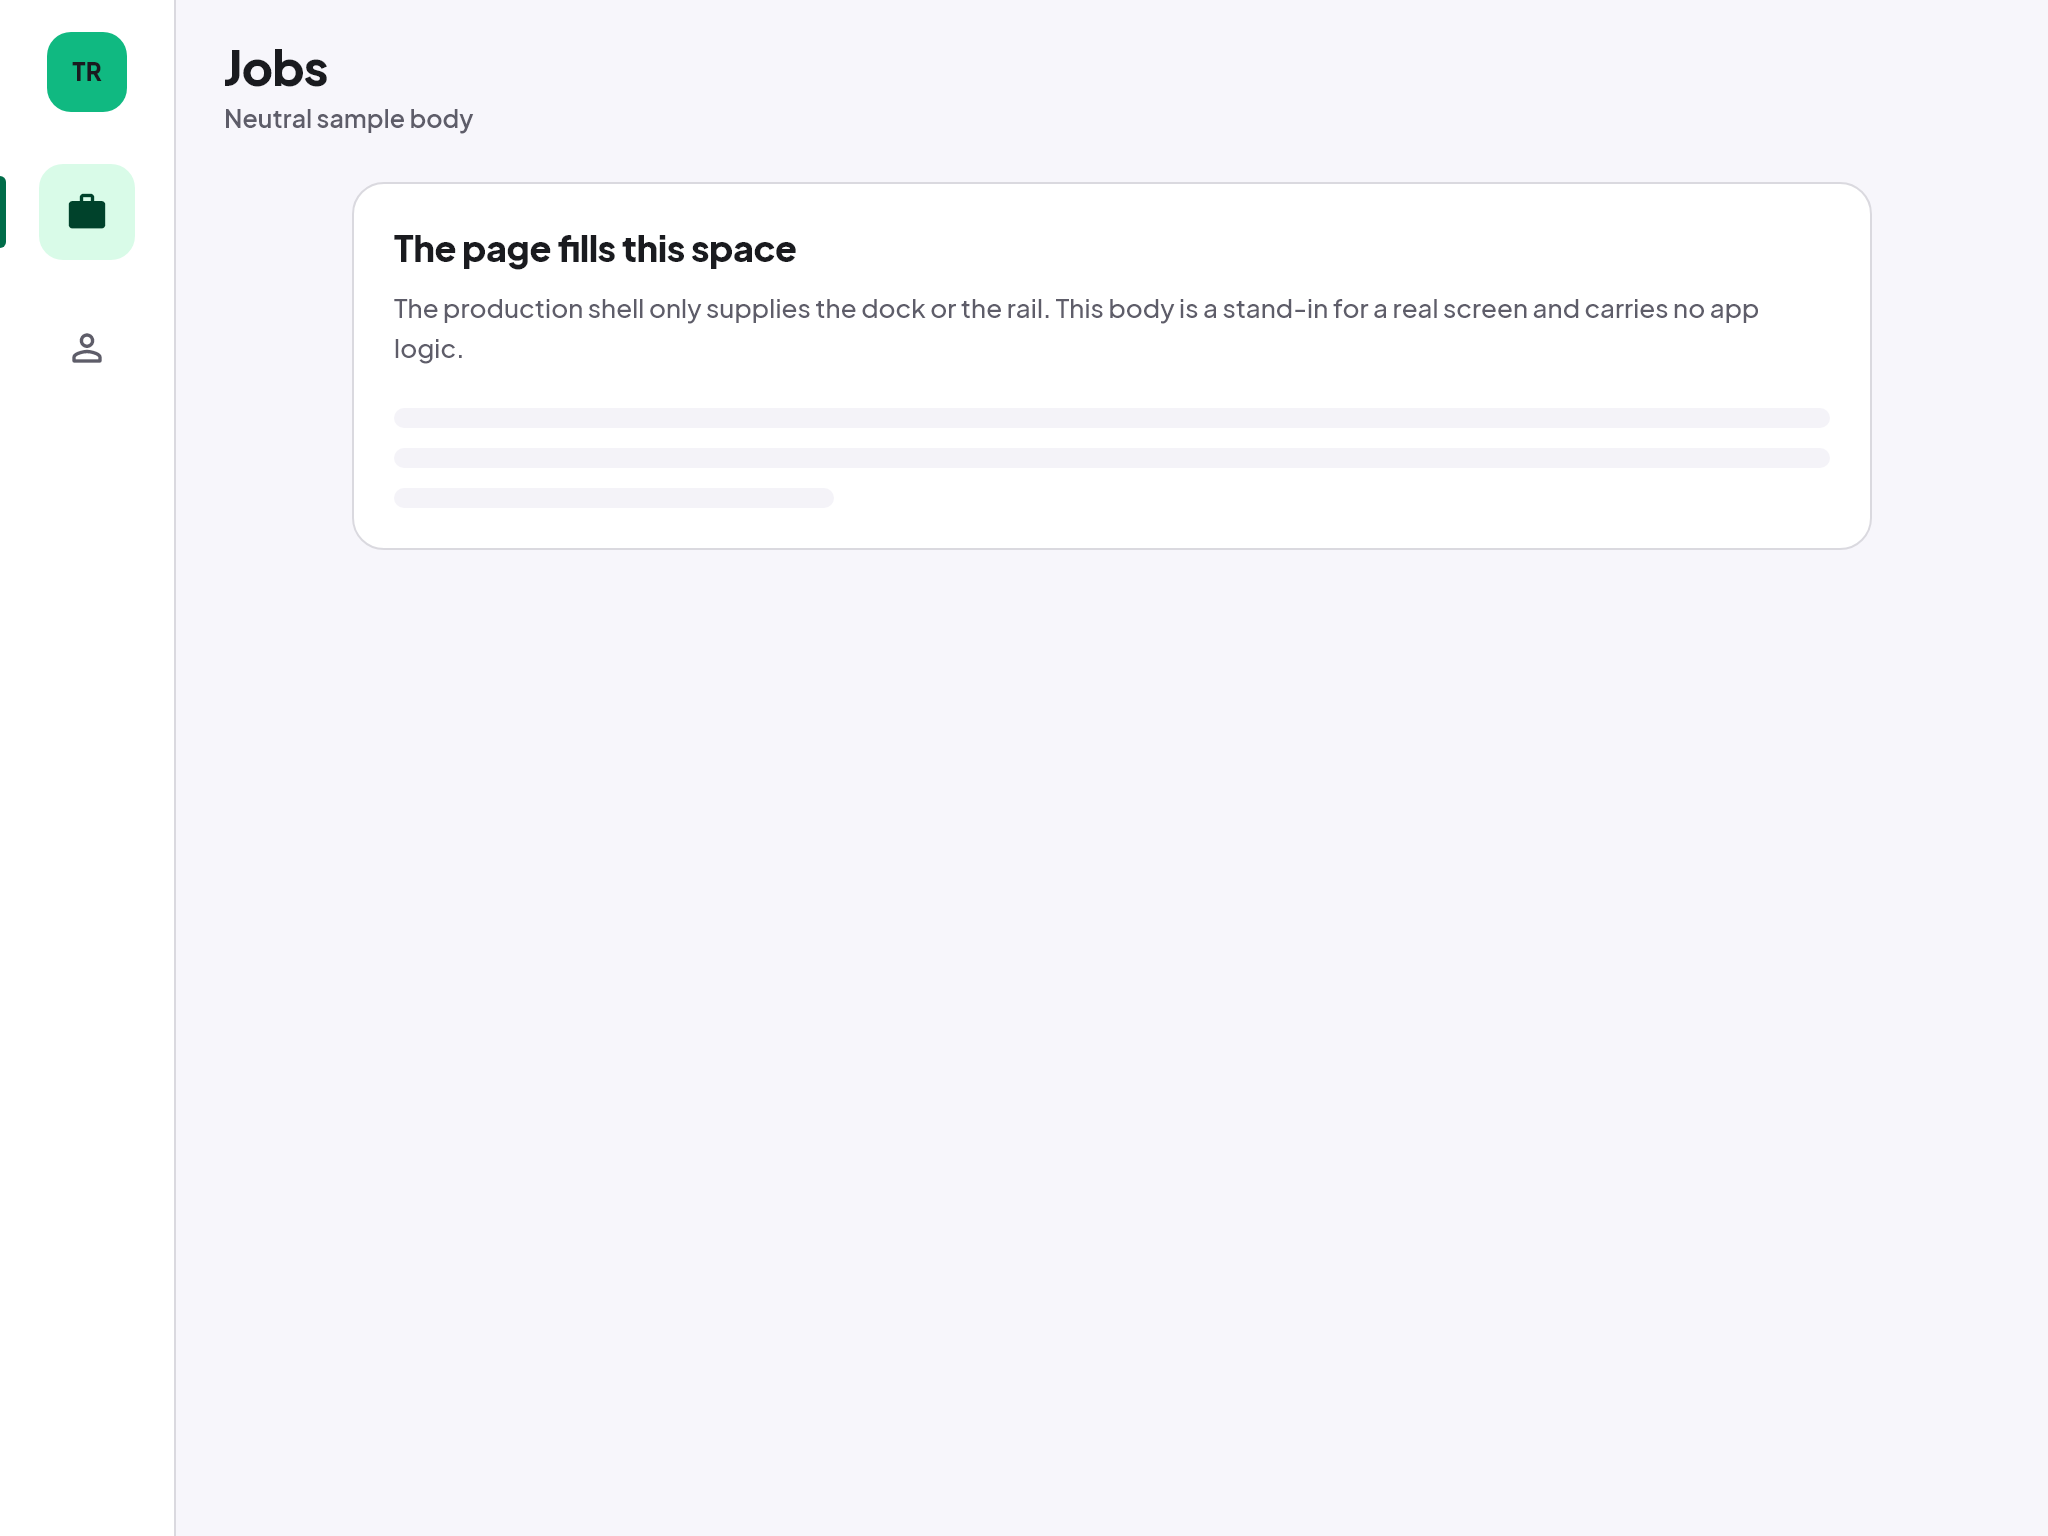 TR
Jobs
Neutral sample body
The page fills this space
The production shell only supplies the dock or the rail. This body is a stand-in for a real screen and carries no app
logic.